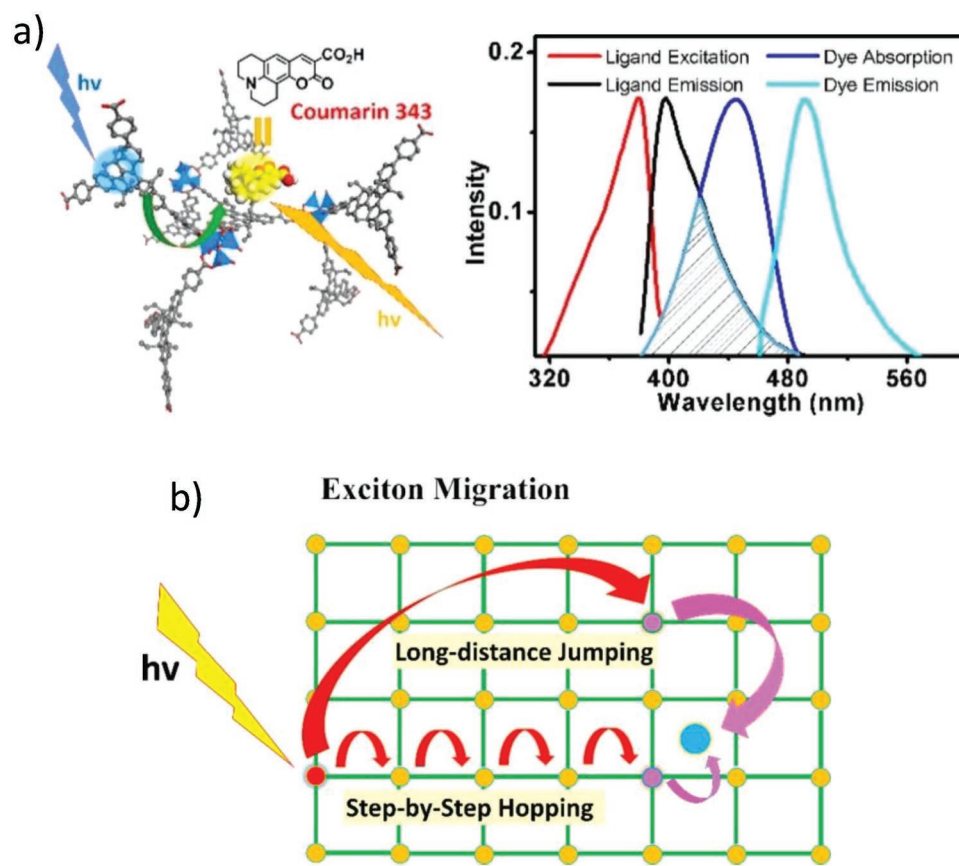 a)
hv
CO₂H
N
O
O
Coumarin 343
hv
0.2
0.1
Intensity
Ligand Excitation
Ligand Emission
Dye Absorption
Dye Emission
320
400
480
560
Wavelength (nm)
b)
Exciton Migration
hv
Long-distance Jumping
Step-by-Step Hopping